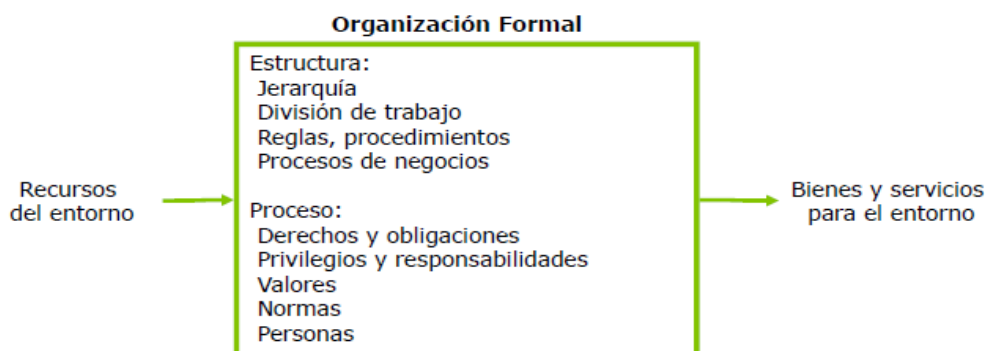 Organización Formal
Estructura:
Jerarquía
División de trabajo
Reglas, procedimientos
Procesos de negocios
Recursos
del entorno
Proceso:
Derechos y obligaciones
Privilegios y responsabilidades
Valores
Normas
Personas
Bienes y servicios
para el entorno